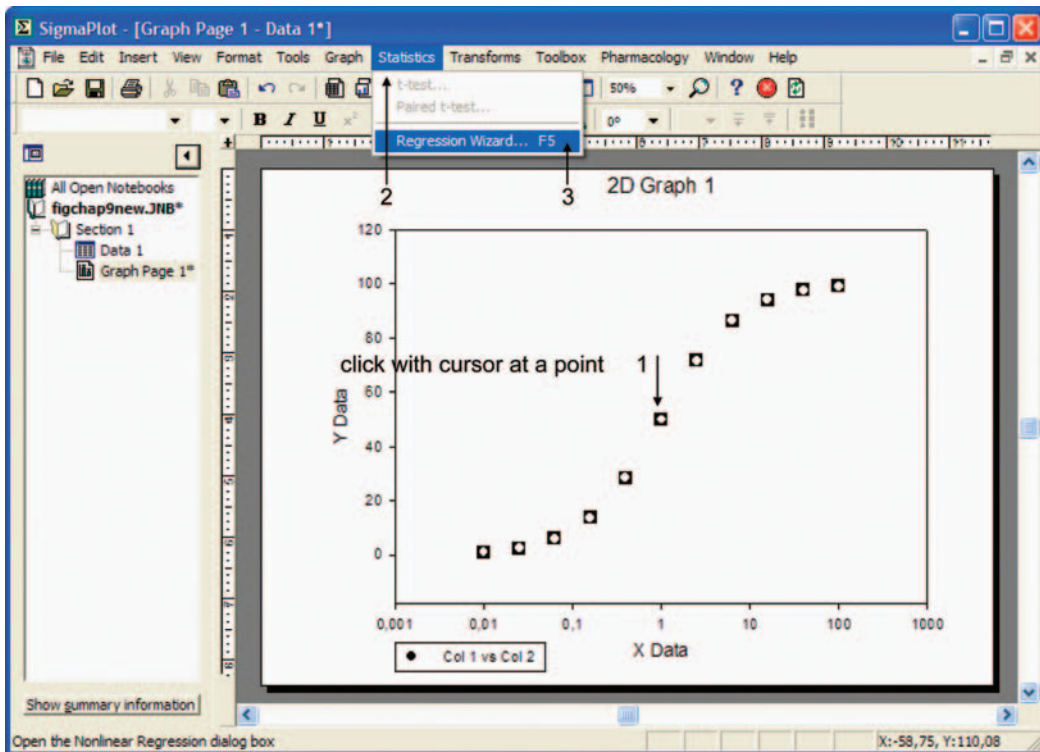 SigmaPlot - [Graph Page 1 - Data 1*]
File Edit Insert View Format Tools Graph Statistics Transforms Toolbox Pharmacology Window Help
t-test...
50%
Paired t-test...
B I U x²
0°
Regression Wizard... F5
2
3
All Open Notebooks
figchap9new.JNB*
Section 1
Data 1
Graph Page 1*
2D Graph 1
120
100
80
click with cursor at a point 1
60
Y Data
40
20
0
0,001 0,01 0,1 1 10 100 1000
X Data
Col 1 vs Col 2
Show summary information
Open the Nonlinear Regression dialog box
X:-58,75, Y:110,08